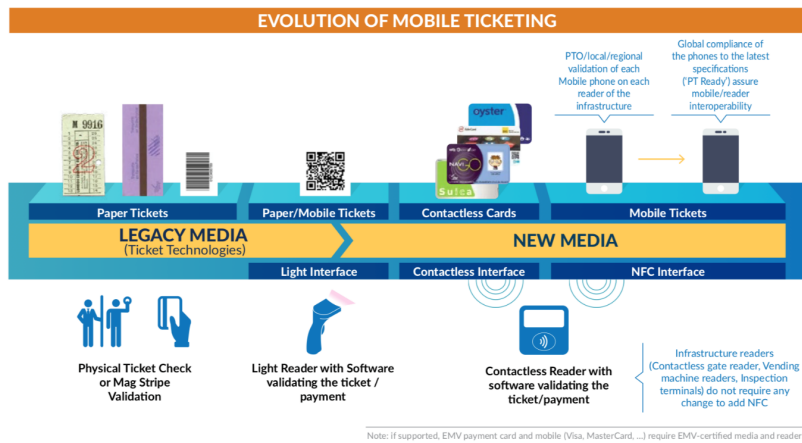 EVOLUTION OF MOBILE TICKETING
PTO/local/regional
validation of each
Mobile phone on each
reader of the
infrastructure
Global compliance of
the phones to the latest
specifications
('PT Ready') assure
mobile/reader
interoperability
N 9916
oyster
NAViGO
Suica
Paper Tickets
Paper/Mobile Tickets
Contactless Cards
Mobile Tickets
LEGACY MEDIA
(Ticket Technologies)
NEW MEDIA
Light Interface
Contactless Interface
NFC Interface
Physical Ticket Check
or Mag Stripe
Validation
Light Reader with Software
validating the ticket /
payment
Contactless Reader with
software validating the
ticket/payment
Infrastructure readers
(Contactless gate reader, Vending
machine readers, Inspection
terminals) do not require any
change to add NFC
Note: if supported, EMV payment card and mobile (Visa, MasterCard, ...) require EMV-certified media and reader